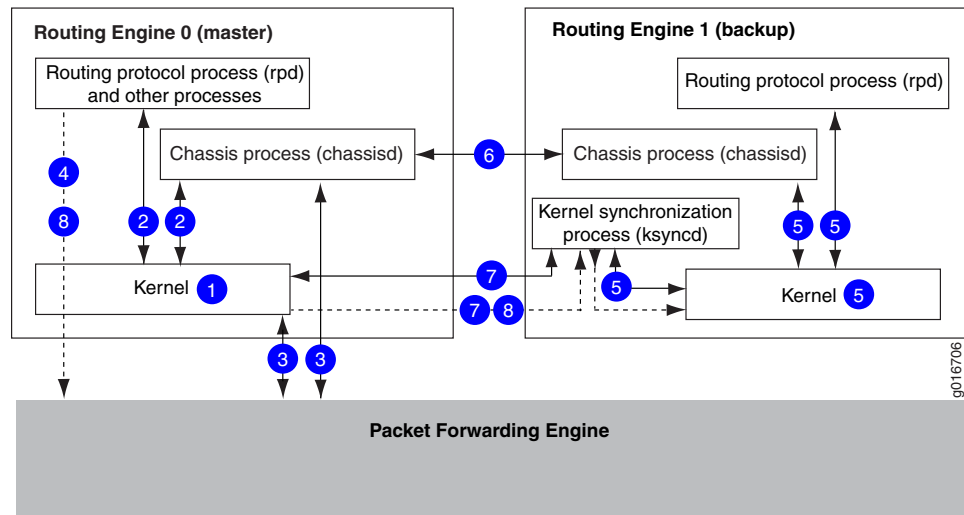 Routing Engine 0 (master)
Routing Engine 1 (backup)
Routing protocol process (rpd)
and other processes
Routing protocol process (rpd)
Chassis process (chassisd)
6
Chassis process (chassisd)
4
8
2
2
Kernel synchronization
process (ksyncd)
5
5
Kernel 1
7
5
Kernel 5
7 8
3
3
g016706
Packet Forwarding Engine